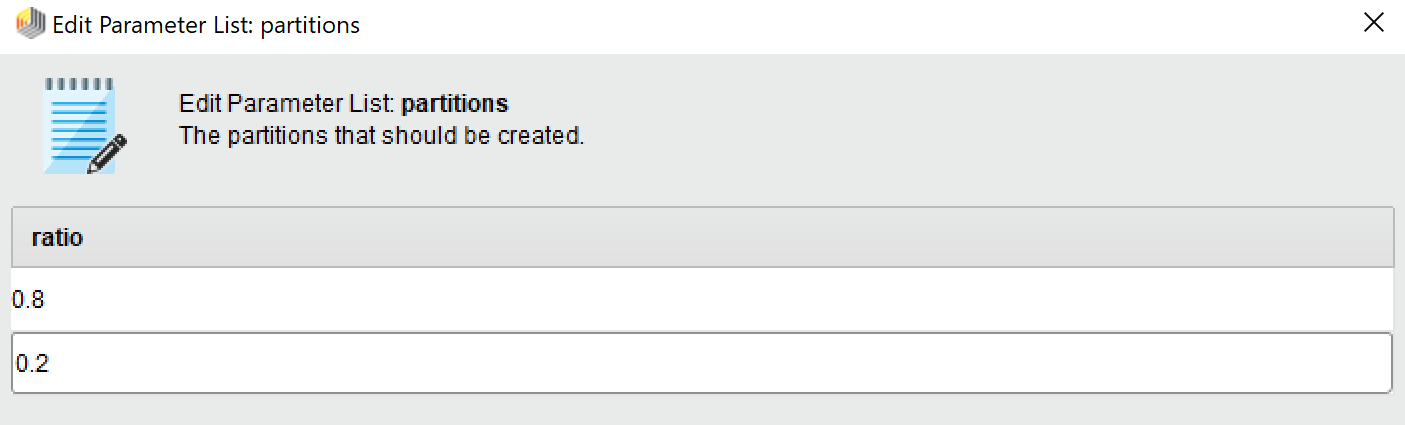 Edit Parameter List: partitions
Edit Parameter List: partitions
The partitions that should be created.
ratio
0.8
0.2